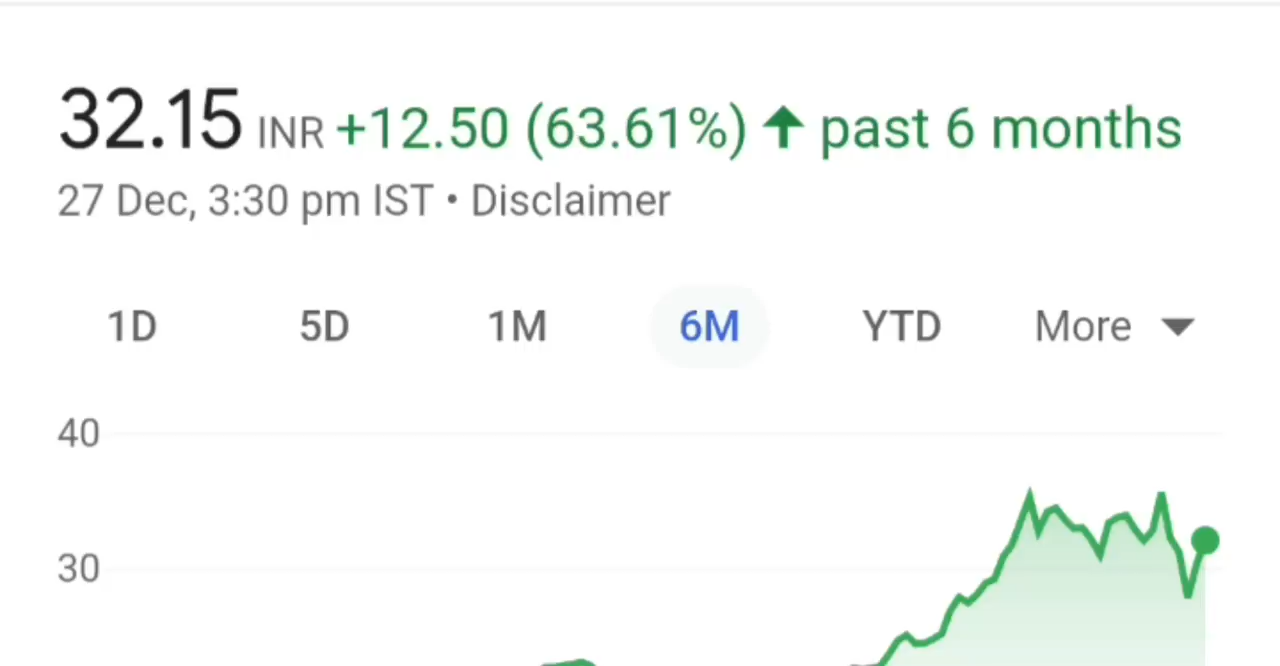 32.15 INR +12.50 (63.61%) ↑ past 6 months
27 Dec, 3:30 pm IST • Disclaimer
1D 5D 1M 6M YTD More
40
30